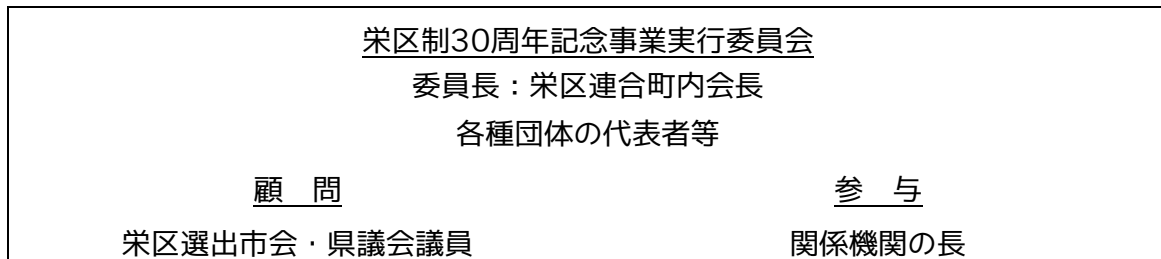 栄区制30周年記念事業実行委員会
委員長：栄区連合町内会長
各種団体の代表者等
顧　問
参　与
栄区選出市会・県議会議員
関係機関の長